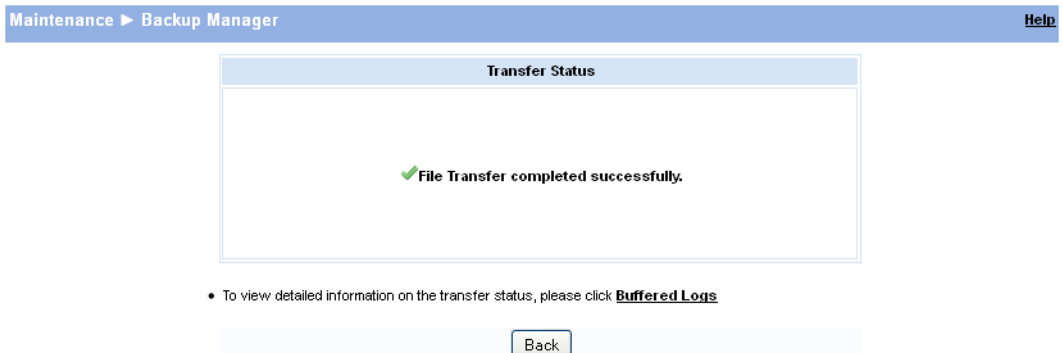 Maintenance ► Backup Manager Help
Transfer Status
File Transfer completed successfully.
• To view detailed information on the transfer status, please click Buffered Logs
Back